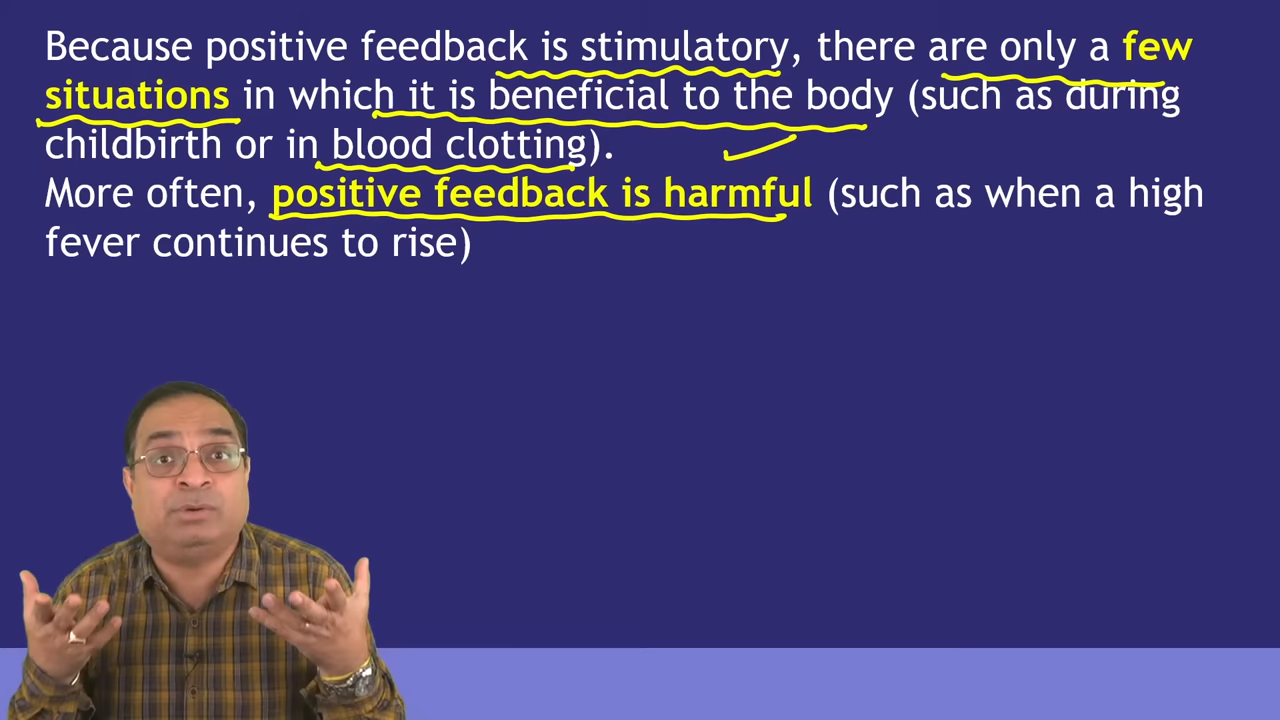 Because positive feedback is stimulatory, there are only a few
situations in which it is beneficial to the body (such as during
childbirth or in blood clotting).
More often, positive feedback is harmful (such as when a high
fever continues to rise)